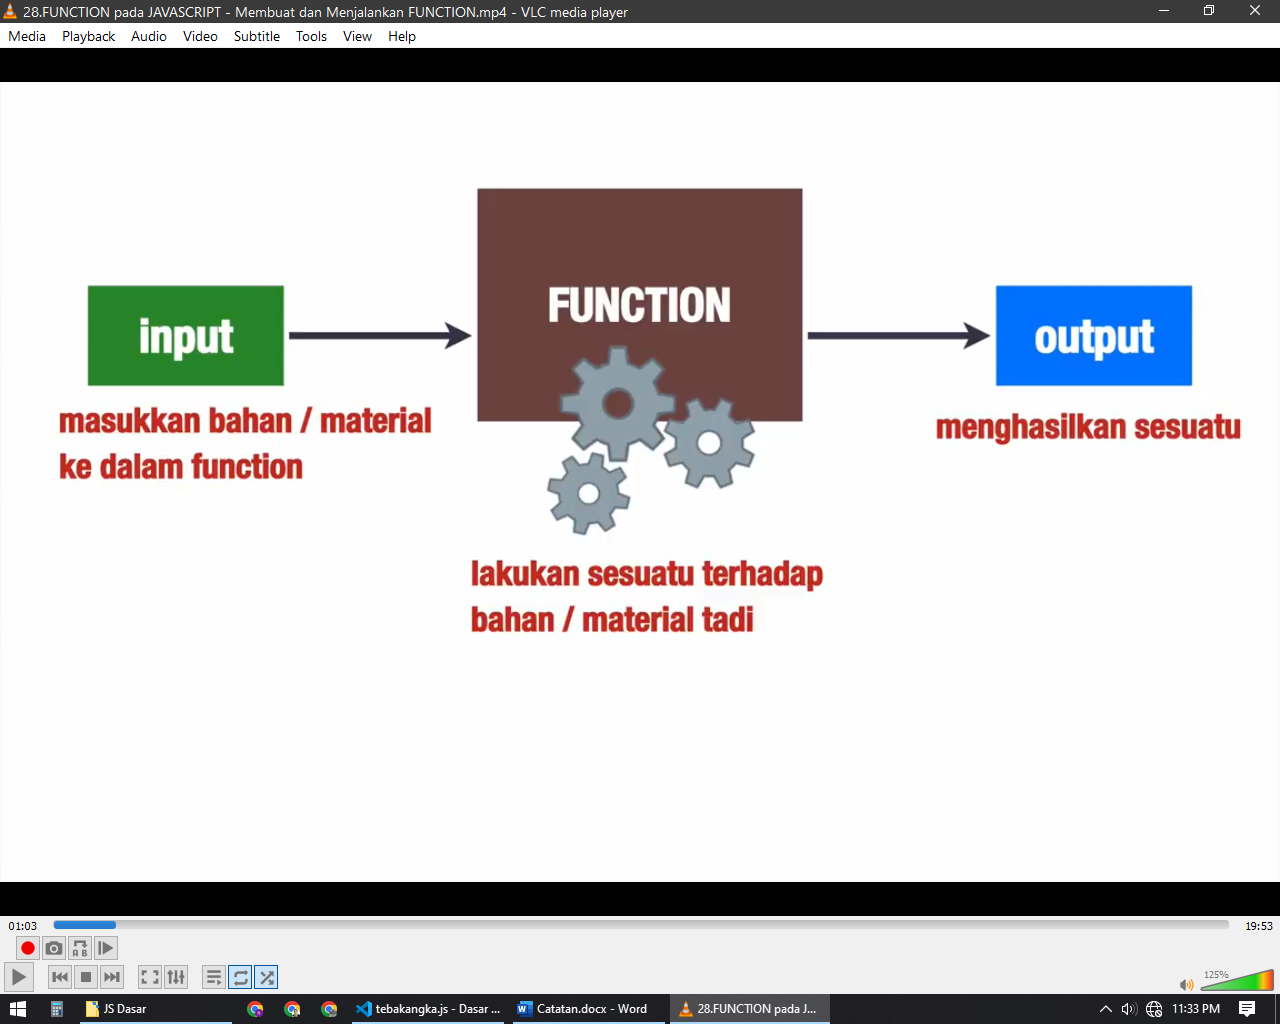 28.FUNCTION pada JAVASCRIPT - Membuat dan Menjalankan FUNCTION.mp4 - VLC media player
Media Playback Audio Video Subtitle Tools View Help
FUNCTION
input
output
masukkan bahan / material
ke dalam function
menghasilkan sesuatu
lakukan sesuatu terhadap
bahan / material tadi
01:03
19:53
A B
125%
JS Dasar
tebakangka.js - Dasar ...
Catatan.docx - Word
28.FUNCTION pada J...
11:33 PM